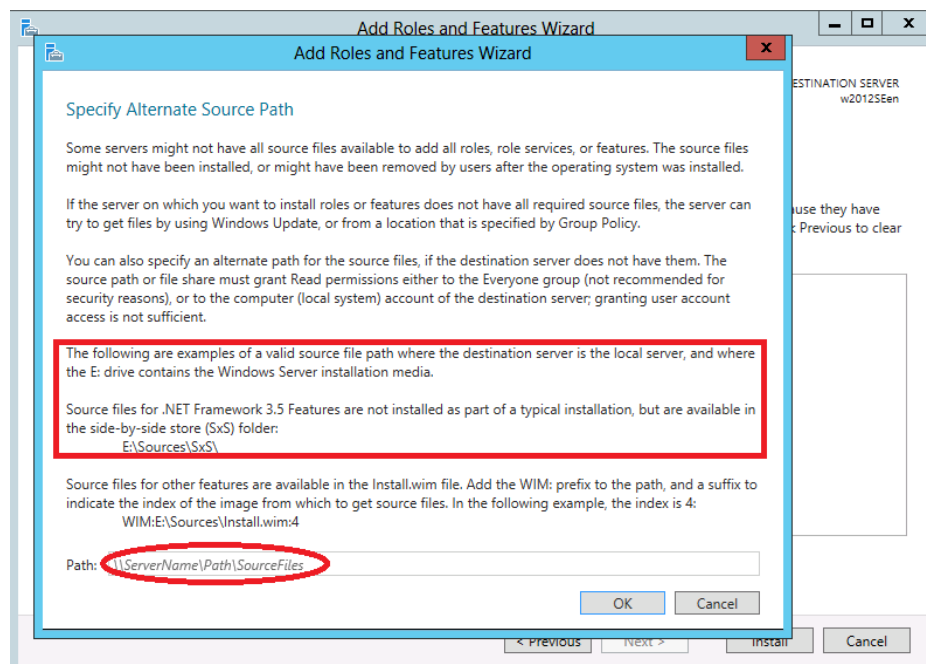 Add Roles and Features Wizard
Add Roles and Features Wizard
DESTINATION SERVER
w2012SEen
Specify Alternate Source Path
Some servers might not have all source files available to add all roles, role services, or features. The source files
might not have been installed, or might have been removed by users after the operating system was installed.
If the server on which you want to install roles or features does not have all required source files, the server can
try to get files by using Windows Update, or from a location that is specified by Group Policy.
ause they have
Previous to clear
You can also specify an alternate path for the source files, if the destination server does not have them. The
source path or file share must grant Read permissions either to the Everyone group (not recommended for
security reasons), or to the computer (local system) account of the destination server; granting user account
access is not sufficient.
The following are examples of a valid source file path where the destination server is the local server, and where
the E: drive contains the Windows Server installation media.
Source files for .NET Framework 3.5 Features are not installed as part of a typical installation, but are available in
the side-by-side store (SxS) folder:
E:\Sources\SxS\
Source files for other features are available in the Install.wim file. Add the WIM: prefix to the path, and a suffix to
indicate the index of the image from which to get source files. In the following example, the index is 4:
WIM:E:\Sources\Install.wim:4
Path: \\ServerName\Path\SourceFiles
OK Cancel
< Previous Next > Install Cancel